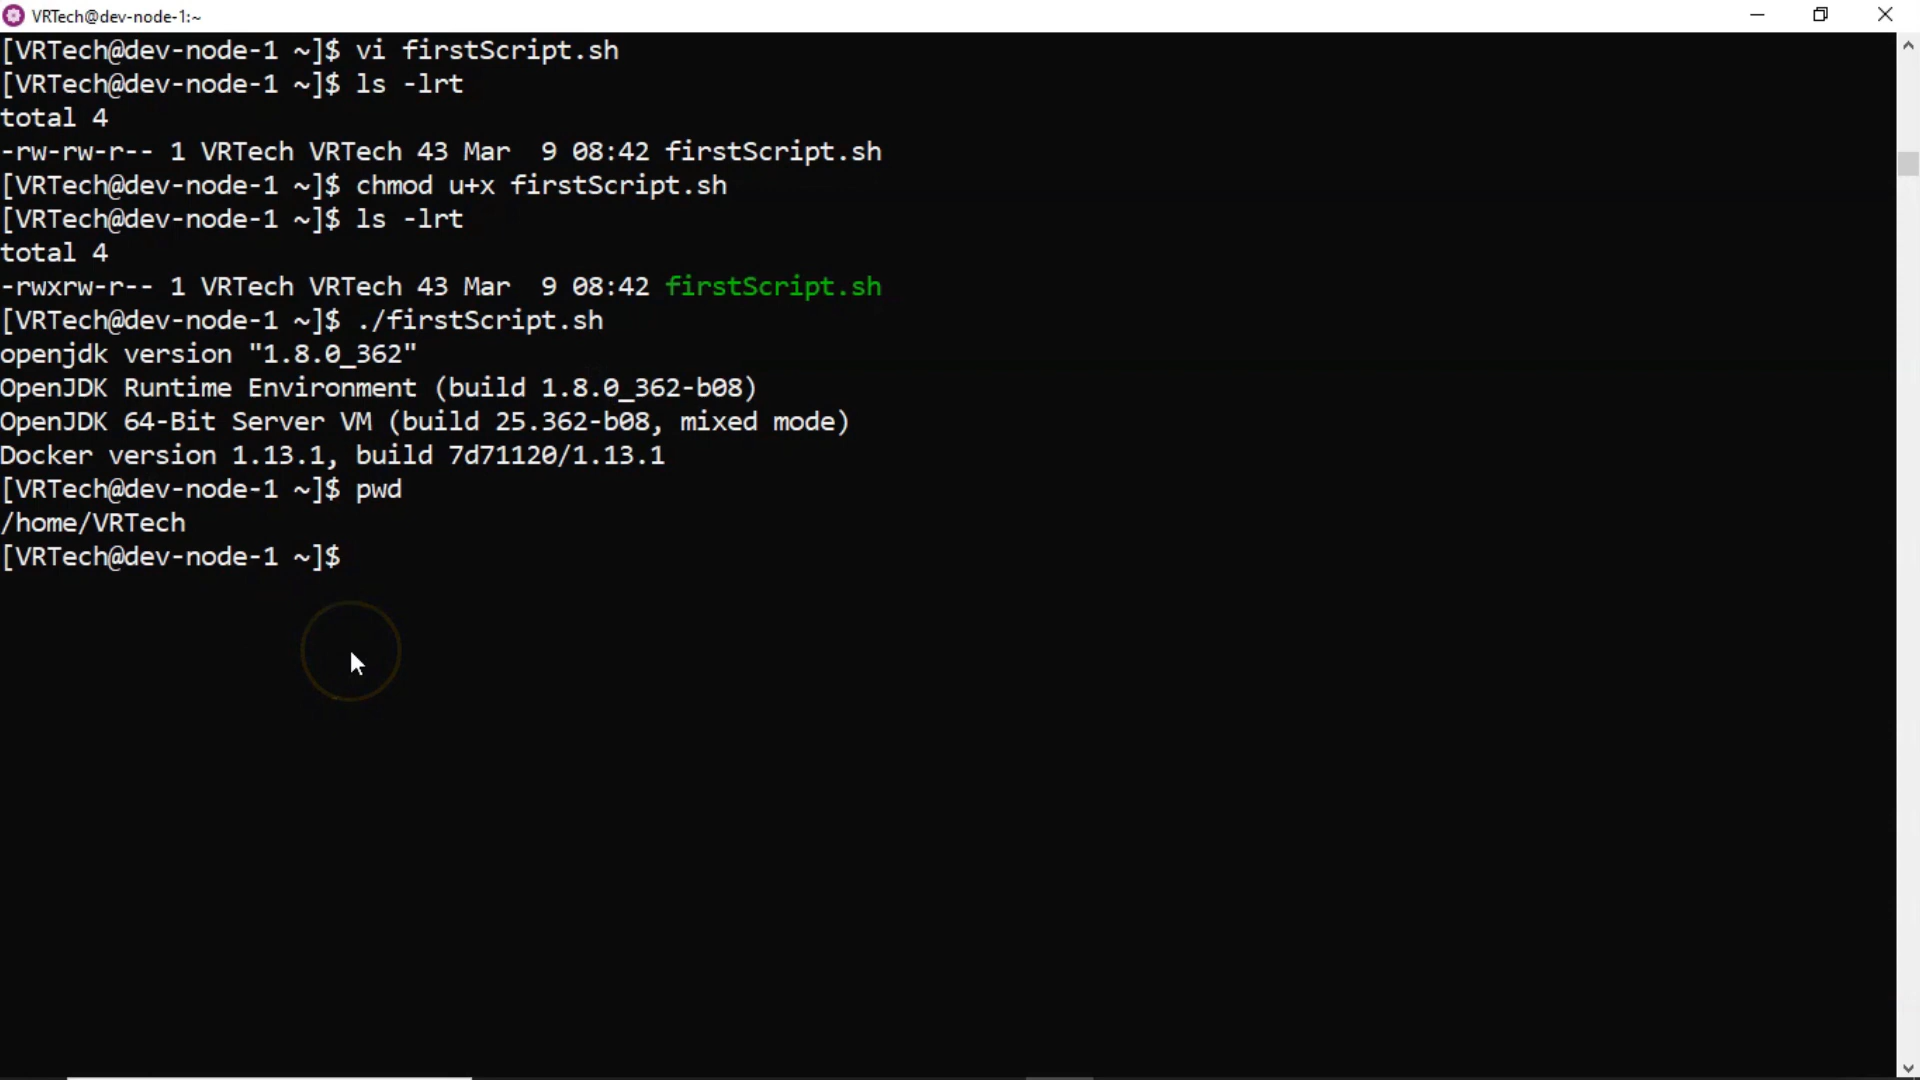 VRTech@dev-node-1:~
[VRTech@dev-node-1 ~]$ vi firstScript.sh
[VRTech@dev-node-1 ~]$ ls -lrt
total 4
-rw-rw-r-- 1 VRTech VRTech 43 Mar  9 08:42 firstScript.sh
[VRTech@dev-node-1 ~]$ chmod u+x firstScript.sh
[VRTech@dev-node-1 ~]$ ls -lrt
total 4
-rwxrw-r-- 1 VRTech VRTech 43 Mar  9 08:42 firstScript.sh
[VRTech@dev-node-1 ~]$ ./firstScript.sh
openjdk version "1.8.0_362"
OpenJDK Runtime Environment (build 1.8.0_362-b08)
OpenJDK 64-Bit Server VM (build 25.362-b08, mixed mode)
Docker version 1.13.1, build 7d71120/1.13.1
[VRTech@dev-node-1 ~]$ pwd
/home/VRTech
[VRTech@dev-node-1 ~]$